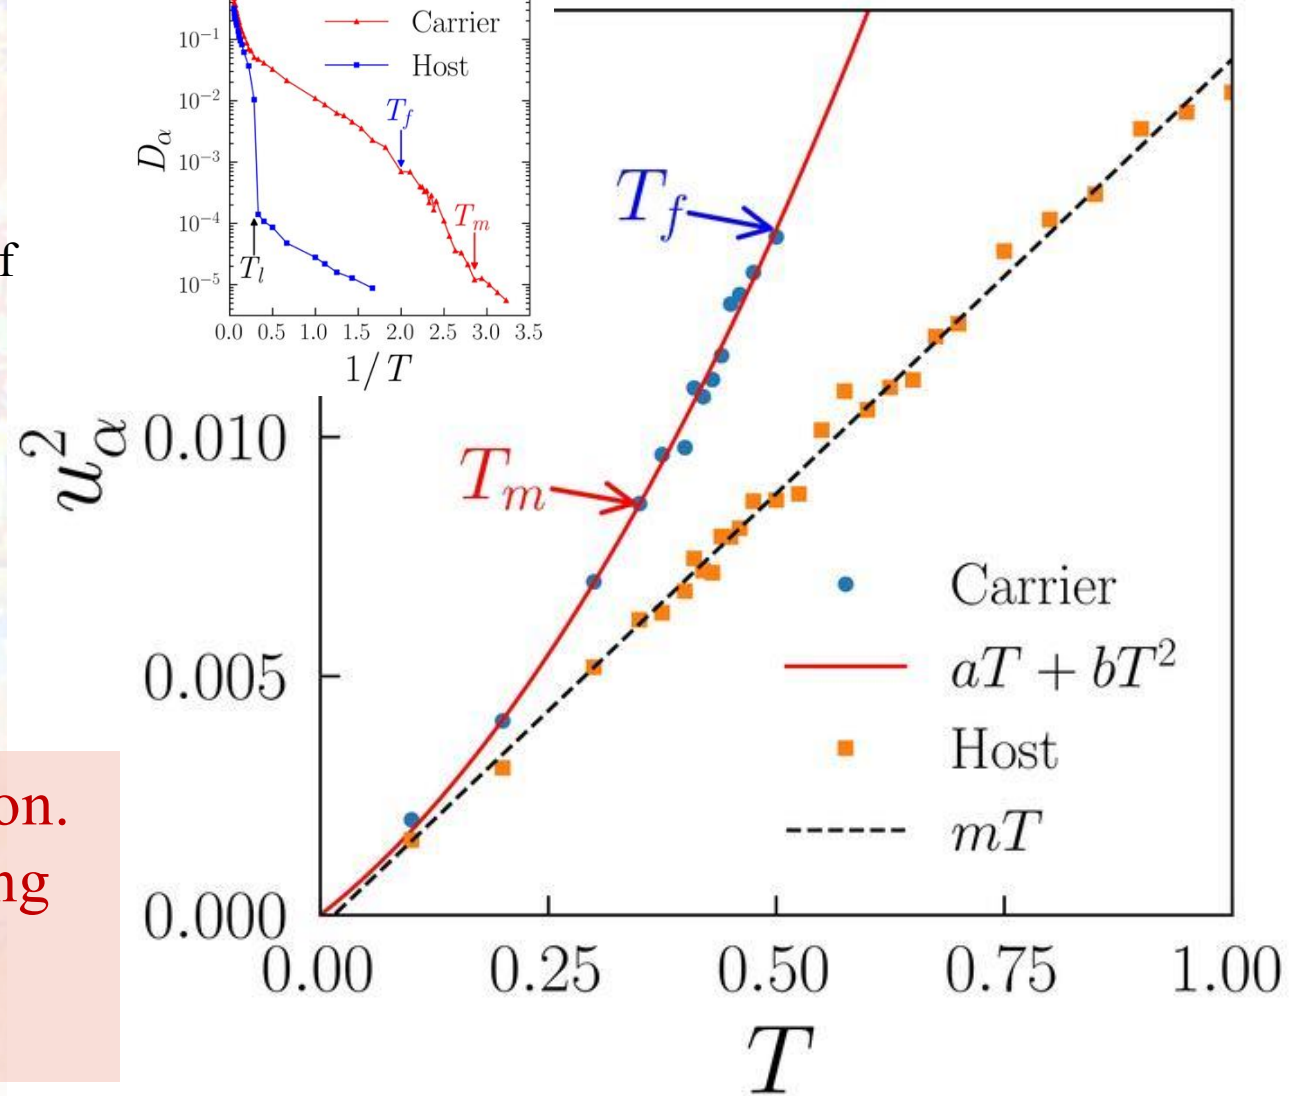 Carrier
Host
10⁻¹
10⁻²
10⁻³
10⁻⁴
10⁻⁵
D_α
T_f
T_m
T_l
0.0 0.5 1.0 1.5 2.0 2.5 3.0 3.5
1/T
f
on.
ng
u²_α
0.010
0.005
0.000
T_f
T_m
Carrier
aT + bT²
Host
mT
0.00 0.25 0.50 0.75 1.00
T